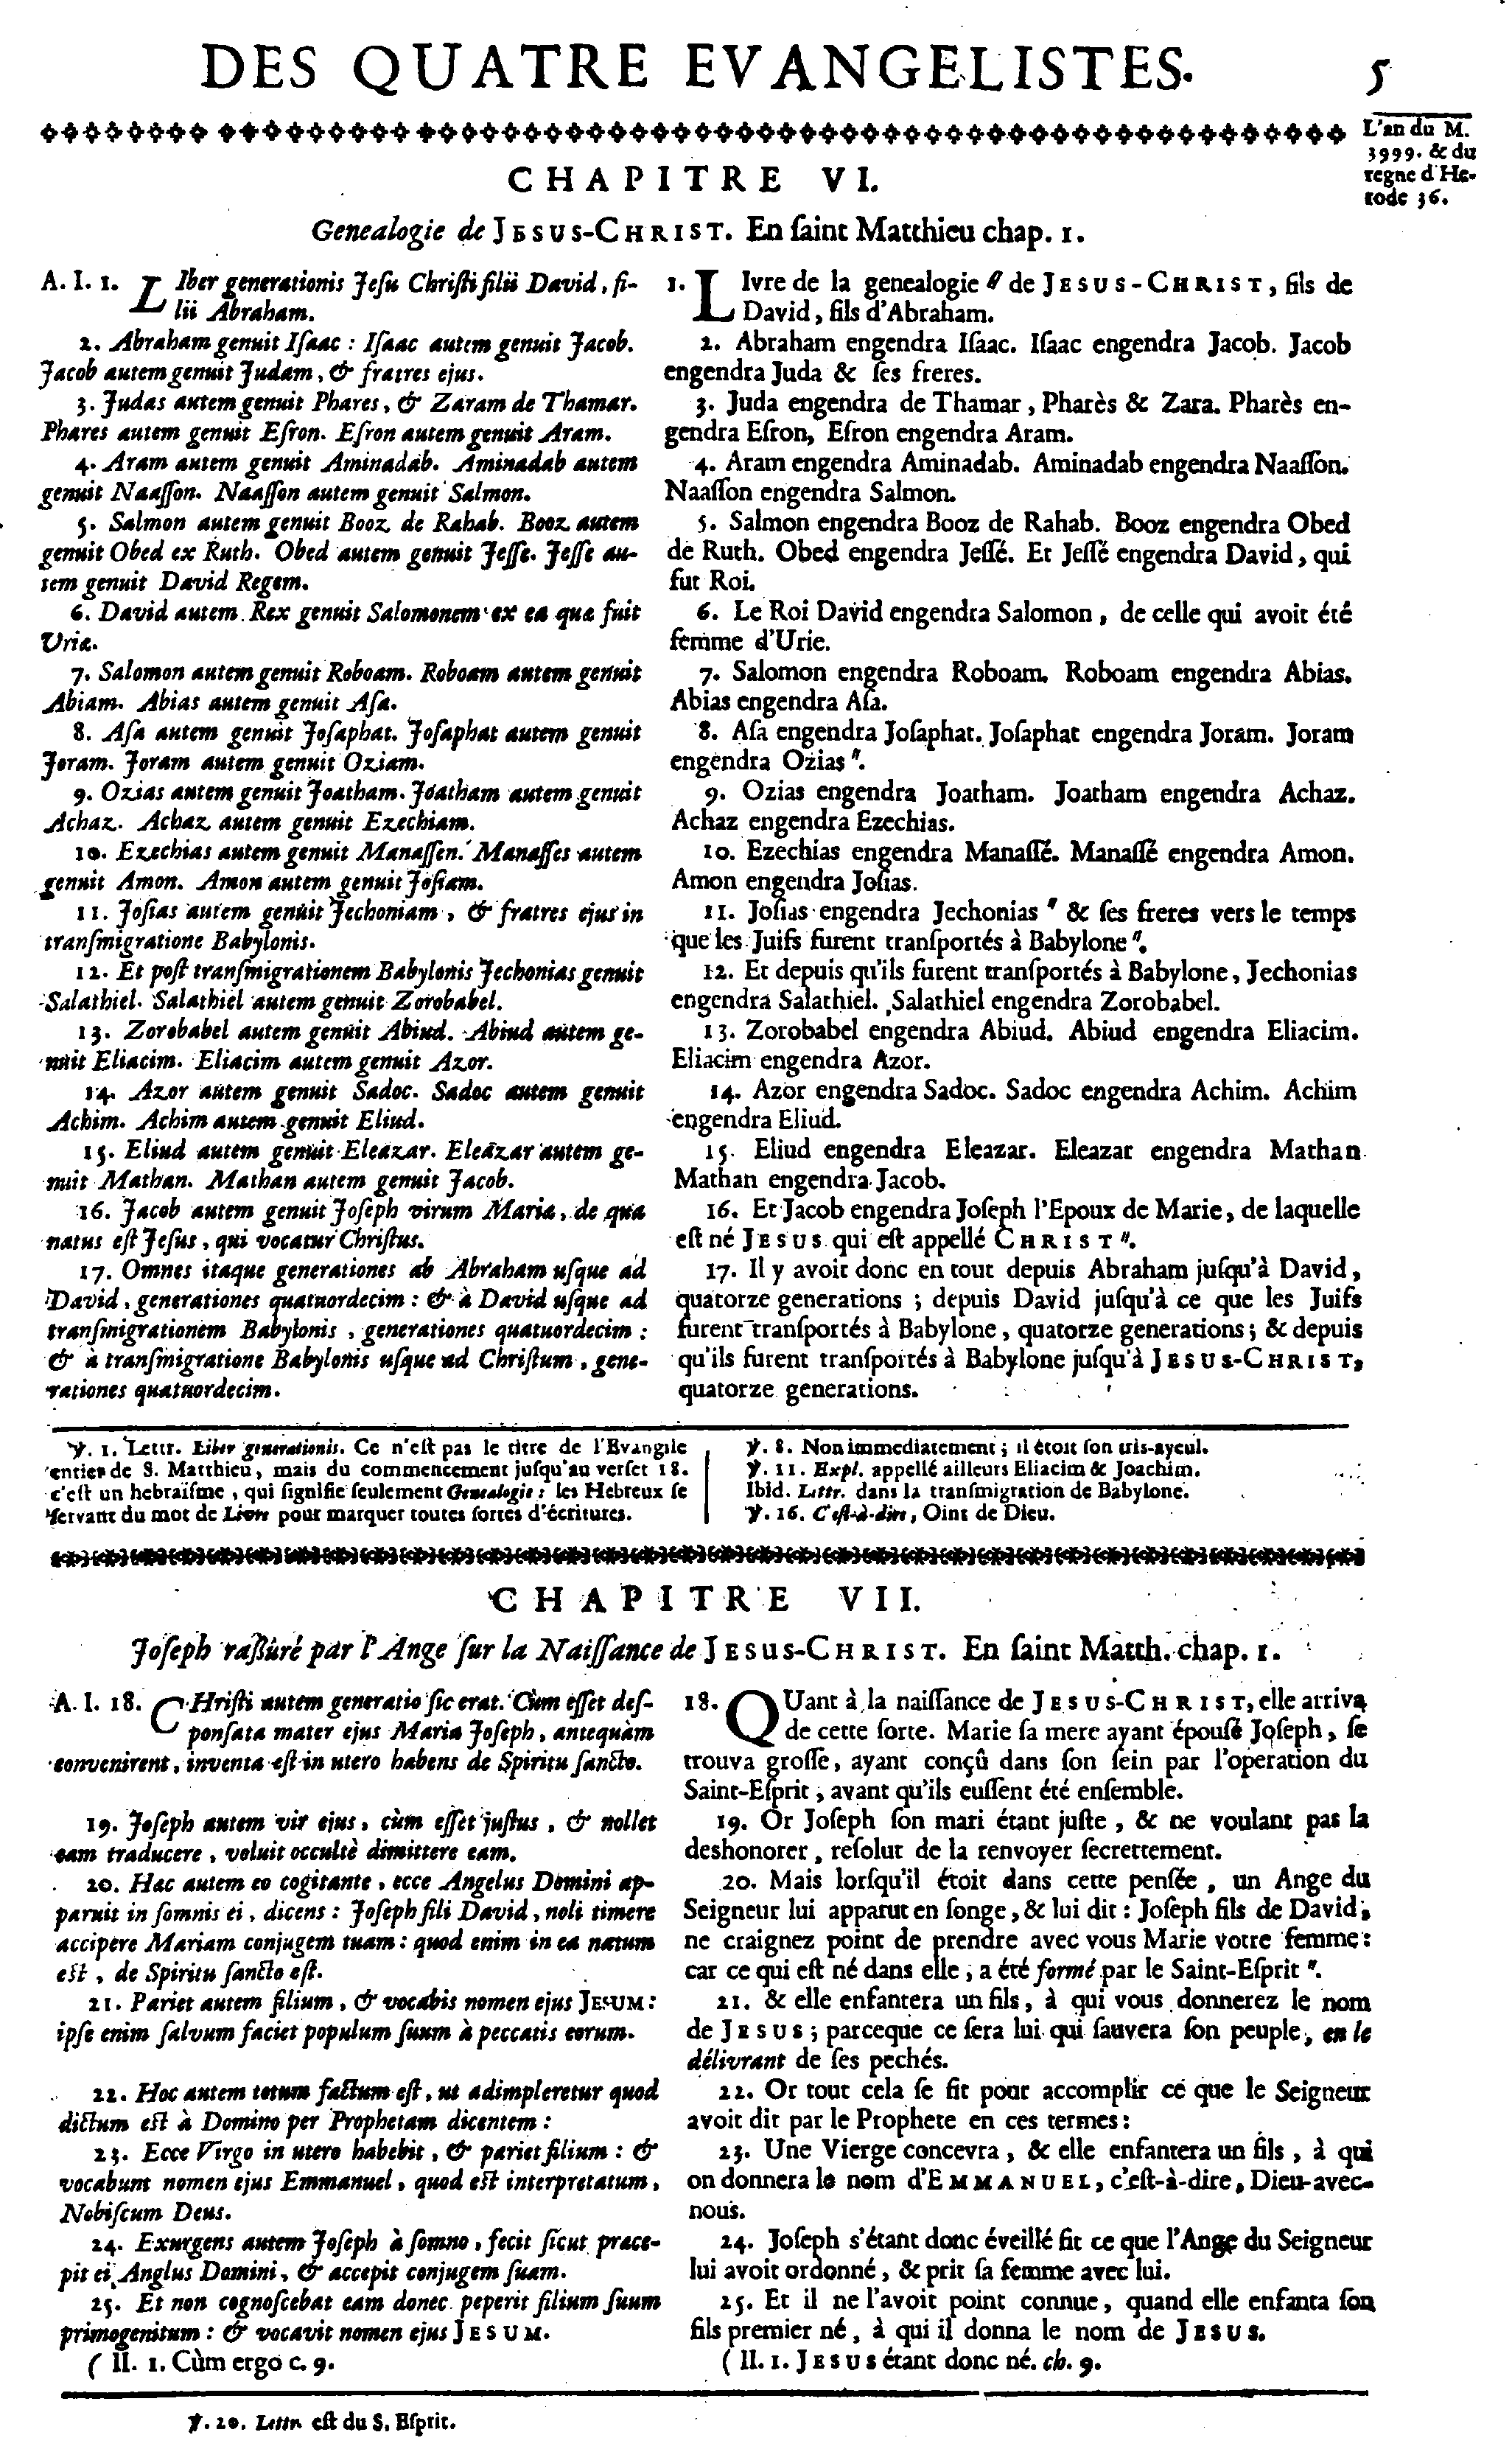 DES QUATRE EVANGELISTES. 5
L'an du M.
3999. & du
regne d'He-
rode 36.
CHAPITRE VI.
Genealogie de JESUS-CHRIST. En ſaint Matthieu chap. 1.
A. I. 1. LIber generationis Jeſu Chriſti filii David, fi-
lii Abraham.
2. Abraham genuit Iſaac : Iſaac autem genuit Jacob.
Jacob autem genuit Judam, & fratres ejus.
3. Judas autem genuit Phares, & Zaram de Thamar.
Phares autem genuit Eſron. Eſron autem genuit Aram.
4. Aram autem genuit Aminadab. Aminadab autem
genuit Naaſſon. Naaſſon autem genuit Salmon.
5. Salmon autem genuit Booz de Rahab. Booz autem
genuit Obed ex Ruth. Obed autem genuit Jeſſe. Jeſſe au-
tem genuit David Regem.
6. David autem Rex genuit Salomonem ex ea quæ fuit
Uriæ.
7. Salomon autem genuit Roboam. Roboam autem genuit
Abiam. Abias autem genuit Aſa.
8. Aſa autem genuit Joſaphat. Joſaphat autem genuit
Joram. Joram autem genuit Oziam.
9. Ozias autem genuit Joatham. Joatham autem genuit
Achaz. Achaz autem genuit Ezechiam.
10. Ezechias autem genuit Manaſſen. Manaſſes autem
genuit Amon. Amon autem genuit Joſiam.
11. Joſias autem genuit Jechoniam, & fratres ejus in
tranſmigratione Babylonis.
12. Et poſt tranſmigrationem Babylonis Jechonias genuit
Salathiel. Salathiel autem genuit Zorobabel.
13. Zorobabel autem genuit Abiud. Abiud autem ge-
nuit Eliacim. Eliacim autem genuit Azor.
14. Azor autem genuit Sadoc. Sadoc autem genuit
Achim. Achim autem genuit Eliud.
15. Eliud autem genuit Eleazar. Eleazar autem ge-
nuit Mathan. Mathan autem genuit Jacob.
16. Jacob autem genuit Joſeph virum Mariæ, de qua
natus eſt Jeſus, qui vocatur Chriſtus.
17. Omnes itaque generationes ab Abraham uſque ad
David, generationes quatuordecim : & à David uſque ad
tranſmigrationem Babylonis, generationes quatuordecim :
& à tranſmigratione Babylonis uſque ad Chriſtum, gene-
rationes quatuordecim.
1. LIvre de la genealogie " de JESUS-CHRIST, fils de
David, fils d'Abraham.
2. Abraham engendra Iſaac. Iſaac engendra Jacob. Jacob
engendra Juda & ſes freres.
3. Juda engendra de Thamar, Pharès & Zara. Pharès en-
gendra Eſron, Eſron engendra Aram.
4. Aram engendra Aminadab. Aminadab engendra Naaſſon.
Naaſſon engendra Salmon.
5. Salmon engendra Booz de Rahab. Booz engendra Obed
de Ruth. Obed engendra Jeſſé. Et Jeſſé engendra David, qui
fut Roi.
6. Le Roi David engendra Salomon, de celle qui avoit été
femme d'Urie.
7. Salomon engendra Roboam. Roboam engendra Abias.
Abias engendra Aſa.
8. Aſa engendra Joſaphat. Joſaphat engendra Joram. Joram
engendra Ozias ".
9. Ozias engendra Joatham. Joatham engendra Achaz.
Achaz engendra Ezechias.
10. Ezechias engendra Manaſſé. Manaſſé engendra Amon.
Amon engendra Joſias.
11. Joſias engendra Jechonias " & ſes freres vers le temps
que les Juifs furent tranſportés à Babylone ".
12. Et depuis qu'ils furent tranſportés à Babylone, Jechonias
engendra Salathiel. Salathiel engendra Zorobabel.
13. Zorobabel engendra Abiud. Abiud engendra Eliacim.
Eliacim engendra Azor.
14. Azor engendra Sadoc. Sadoc engendra Achim. Achim
engendra Eliud.
15. Eliud engendra Eleazar. Eleazar engendra Mathan
Mathan engendra Jacob.
16. Et Jacob engendra Joſeph l'Epoux de Marie, de laquelle
eſt né JESUS qui eſt appellé CHRIST ".
17. Il y avoit donc en tout depuis Abraham juſqu'à David,
quatorze generations ; depuis David juſqu'à ce que les Juifs
furent tranſportés à Babylone, quatorze generations ; & depuis
qu'ils furent tranſportés à Babylone juſqu'à JESUS-CHRIST,
quatorze generations.
℣. 1. Lettr. Liber generationis. Ce n'eſt pas le titre de l'Evangile
entier de S. Matthieu, mais du commencement juſqu'au verſet 18.
c'eſt un hebraïſme, qui ſignifie ſeulement Genealogie : les Hebreux ſe
ſervant du mot de Livre pour marquer toutes ſortes d'écritures.
℣. 8. Non immediatement ; il étoit ſon tris-ayeul.
℣. 11. Expl. appellé ailleurs Eliacim & Joachim.
Ibid. Lettr. dans la tranſmigration de Babylone.
℣. 16. C'eſt-à-dire, Oint de Dieu.
CHAPITRE VII.
Joſeph raſſûré par l'Ange ſur la Naiſſance de JESUS-CHRIST. En ſaint Matth. chap. 1.
A. I. 18. CHriſti autem generatio ſic erat. Cùm eſſet deſ-
ponſata mater ejus Maria Joſeph, antequàm
convenirent, inventa eſt in utero habens de Spiritu ſancto.
19. Joſeph autem vir ejus, cùm eſſet juſtus, & nollet
eam traducere, voluit occultè dimittere eam.
20. Hæc autem eo cogitante, ecce Angelus Domini ap-
paruit in ſomnis ei, dicens : Joſeph fili David, noli timere
accipere Mariam conjugem tuam : quod enim in ea natum
eſt, de Spiritu ſancto eſt.
21. Pariet autem filium, & vocabis nomen ejus JESUM :
ipſe enim ſalvum faciet populum ſuum à peccatis eorum.
22. Hoc autem totum factum eſt, ut adimpleretur quod
dictum eſt à Domino per Prophetam dicentem :
23. Ecce Virgo in utero habebit, & pariet filium : &
vocabunt nomen ejus Emmanuel, quod eſt interpretatum,
Nobiſcum Deus.
24. Exurgens autem Joſeph à ſomno, fecit ſicut præce-
pit ei Anglus Domini, & accepit conjugem ſuam.
25. Et non cognoſcebat eam donec peperit filium ſuum
primogenitum : & vocavit nomen ejus JESUM.
( II. 1. Cùm ergo c. 9.
18. QUant à la naiſſance de JESUS-CHRIST, elle arriva
de cette ſorte. Marie ſa mere ayant épouſé Joſeph, ſe
trouva groſſe, ayant conçû dans ſon ſein par l'operation du
Saint-Eſprit, avant qu'ils euſſent été enſemble.
19. Or Joſeph ſon mari étant juſte, & ne voulant pas la
deshonorer, reſolut de la renvoyer ſecrettement.
20. Mais lorſqu'il étoit dans cette penſée, un Ange du
Seigneur lui apparut en ſonge, & lui dit : Joſeph fils de David,
ne craignez point de prendre avec vous Marie votre femme :
car ce qui eſt né dans elle, a été formé par le Saint-Eſprit ".
21. & elle enfantera un fils, à qui vous donnerez le nom
de JESUS ; parceque ce ſera lui qui ſauvera ſon peuple, en le
délivrant de ſes pechés.
22. Or tout cela ſe fit pour accomplir ce que le Seigneur
avoit dit par le Prophete en ces termes :
23. Une Vierge concevra, & elle enfantera un fils, à qui
on donnera le nom d'EMMANUEL, c'eſt-à-dire, Dieu-avec-
nous.
24. Joſeph s'étant donc éveillé fit ce que l'Ange du Seigneur
lui avoit ordonné, & prit ſa femme avec lui.
25. Et il ne l'avoit point connue, quand elle enfanta ſon
fils premier né, à qui il donna le nom de JESUS.
( II. 1. JESUS étant donc né. ch. 9.
℣. 20. Lettr. eſt du S. Eſprit.